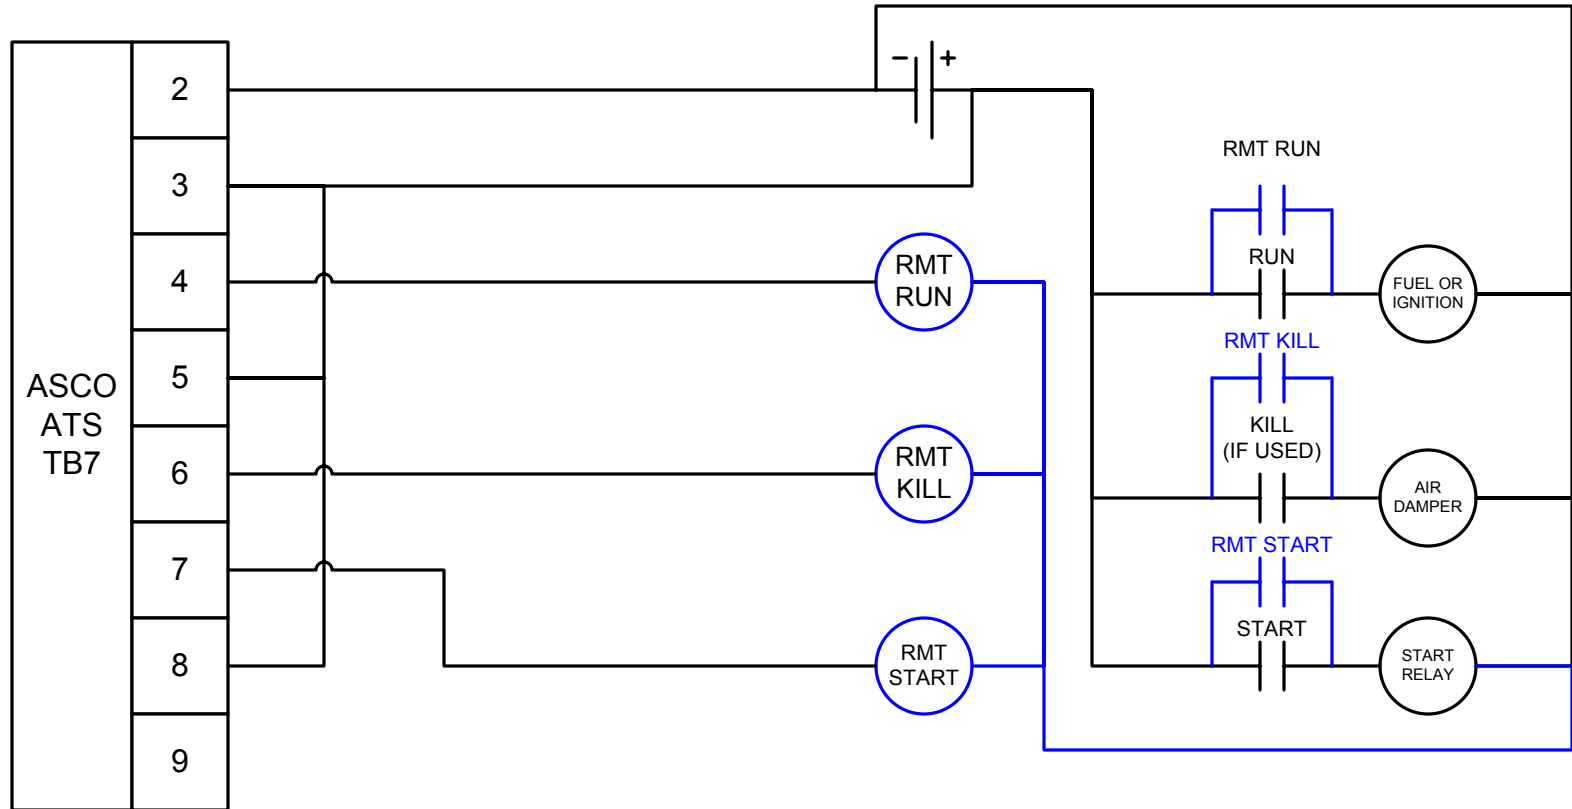 ASCO
ATS
TB7
2
3
4
5
6
7
8
9
- +
RMT
RUN
RMT
KILL
RMT
START
RMT RUN
RUN
FUEL OR
IGNITION
RMT KILL
KILL
(IF USED)
AIR
DAMPER
RMT START
START
START
RELAY